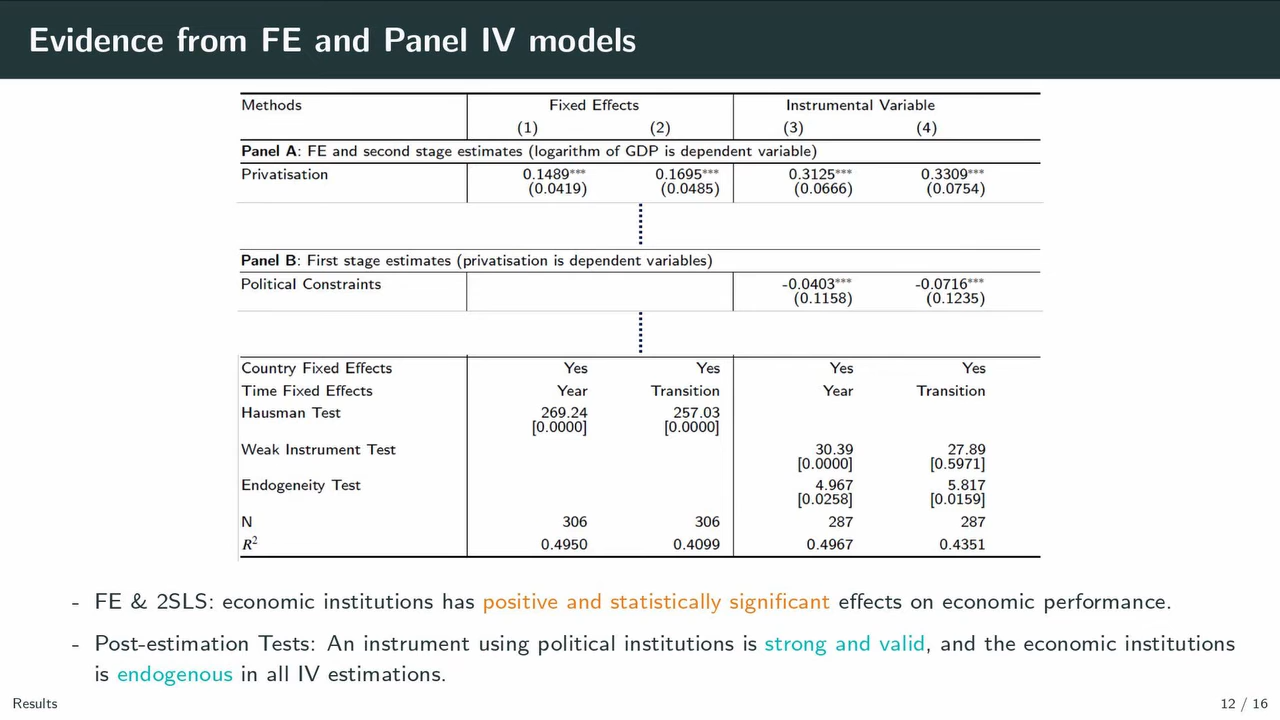 Evidence from FE and Panel IV models
Methods Fixed Effects Instrumental Variable
(1) (2) (3) (4)
Panel A: FE and second stage estimates (logarithm of GDP is dependent variable)
Privatisation 0.1489*** 0.1695*** 0.3125*** 0.3309***
(0.0419) (0.0485) (0.0666) (0.0754)
Panel B: First stage estimates (privatisation is dependent variables)
Political Constraints -0.0403*** -0.0716***
(0.1158) (0.1235)
Country Fixed Effects Yes Yes Yes Yes
Time Fixed Effects Year Transition Year Transition
Hausman Test 269.24 257.03
[0.0000] [0.0000]
Weak Instrument Test 30.39 27.89
[0.0000] [0.5971]
Endogeneity Test 4.967 5.817
[0.0258] [0.0159]
N 306 306 287 287
R² 0.4950 0.4099 0.4967 0.4351
- FE & 2SLS: economic institutions has positive and statistically significant effects on economic performance.
- Post-estimation Tests: An instrument using political institutions is strong and valid, and the economic institutions
is endogenous in all IV estimations.
Results 12 / 16